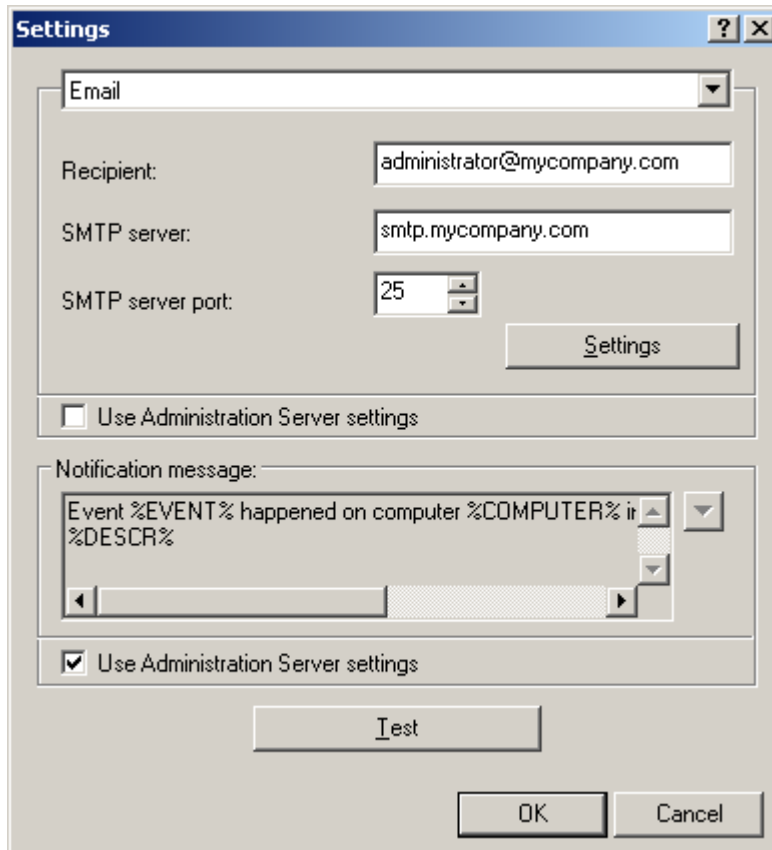 Settings
Email
Recipient:
administrator@mycompany.com
SMTP server:
smtp.mycompany.com
SMTP server port:
25
Settings
Use Administration Server settings
Notification message:
Event %EVENT% happened on computer %COMPUTER%
%DESCR%
Use Administration Server settings
Test
OK
Cancel